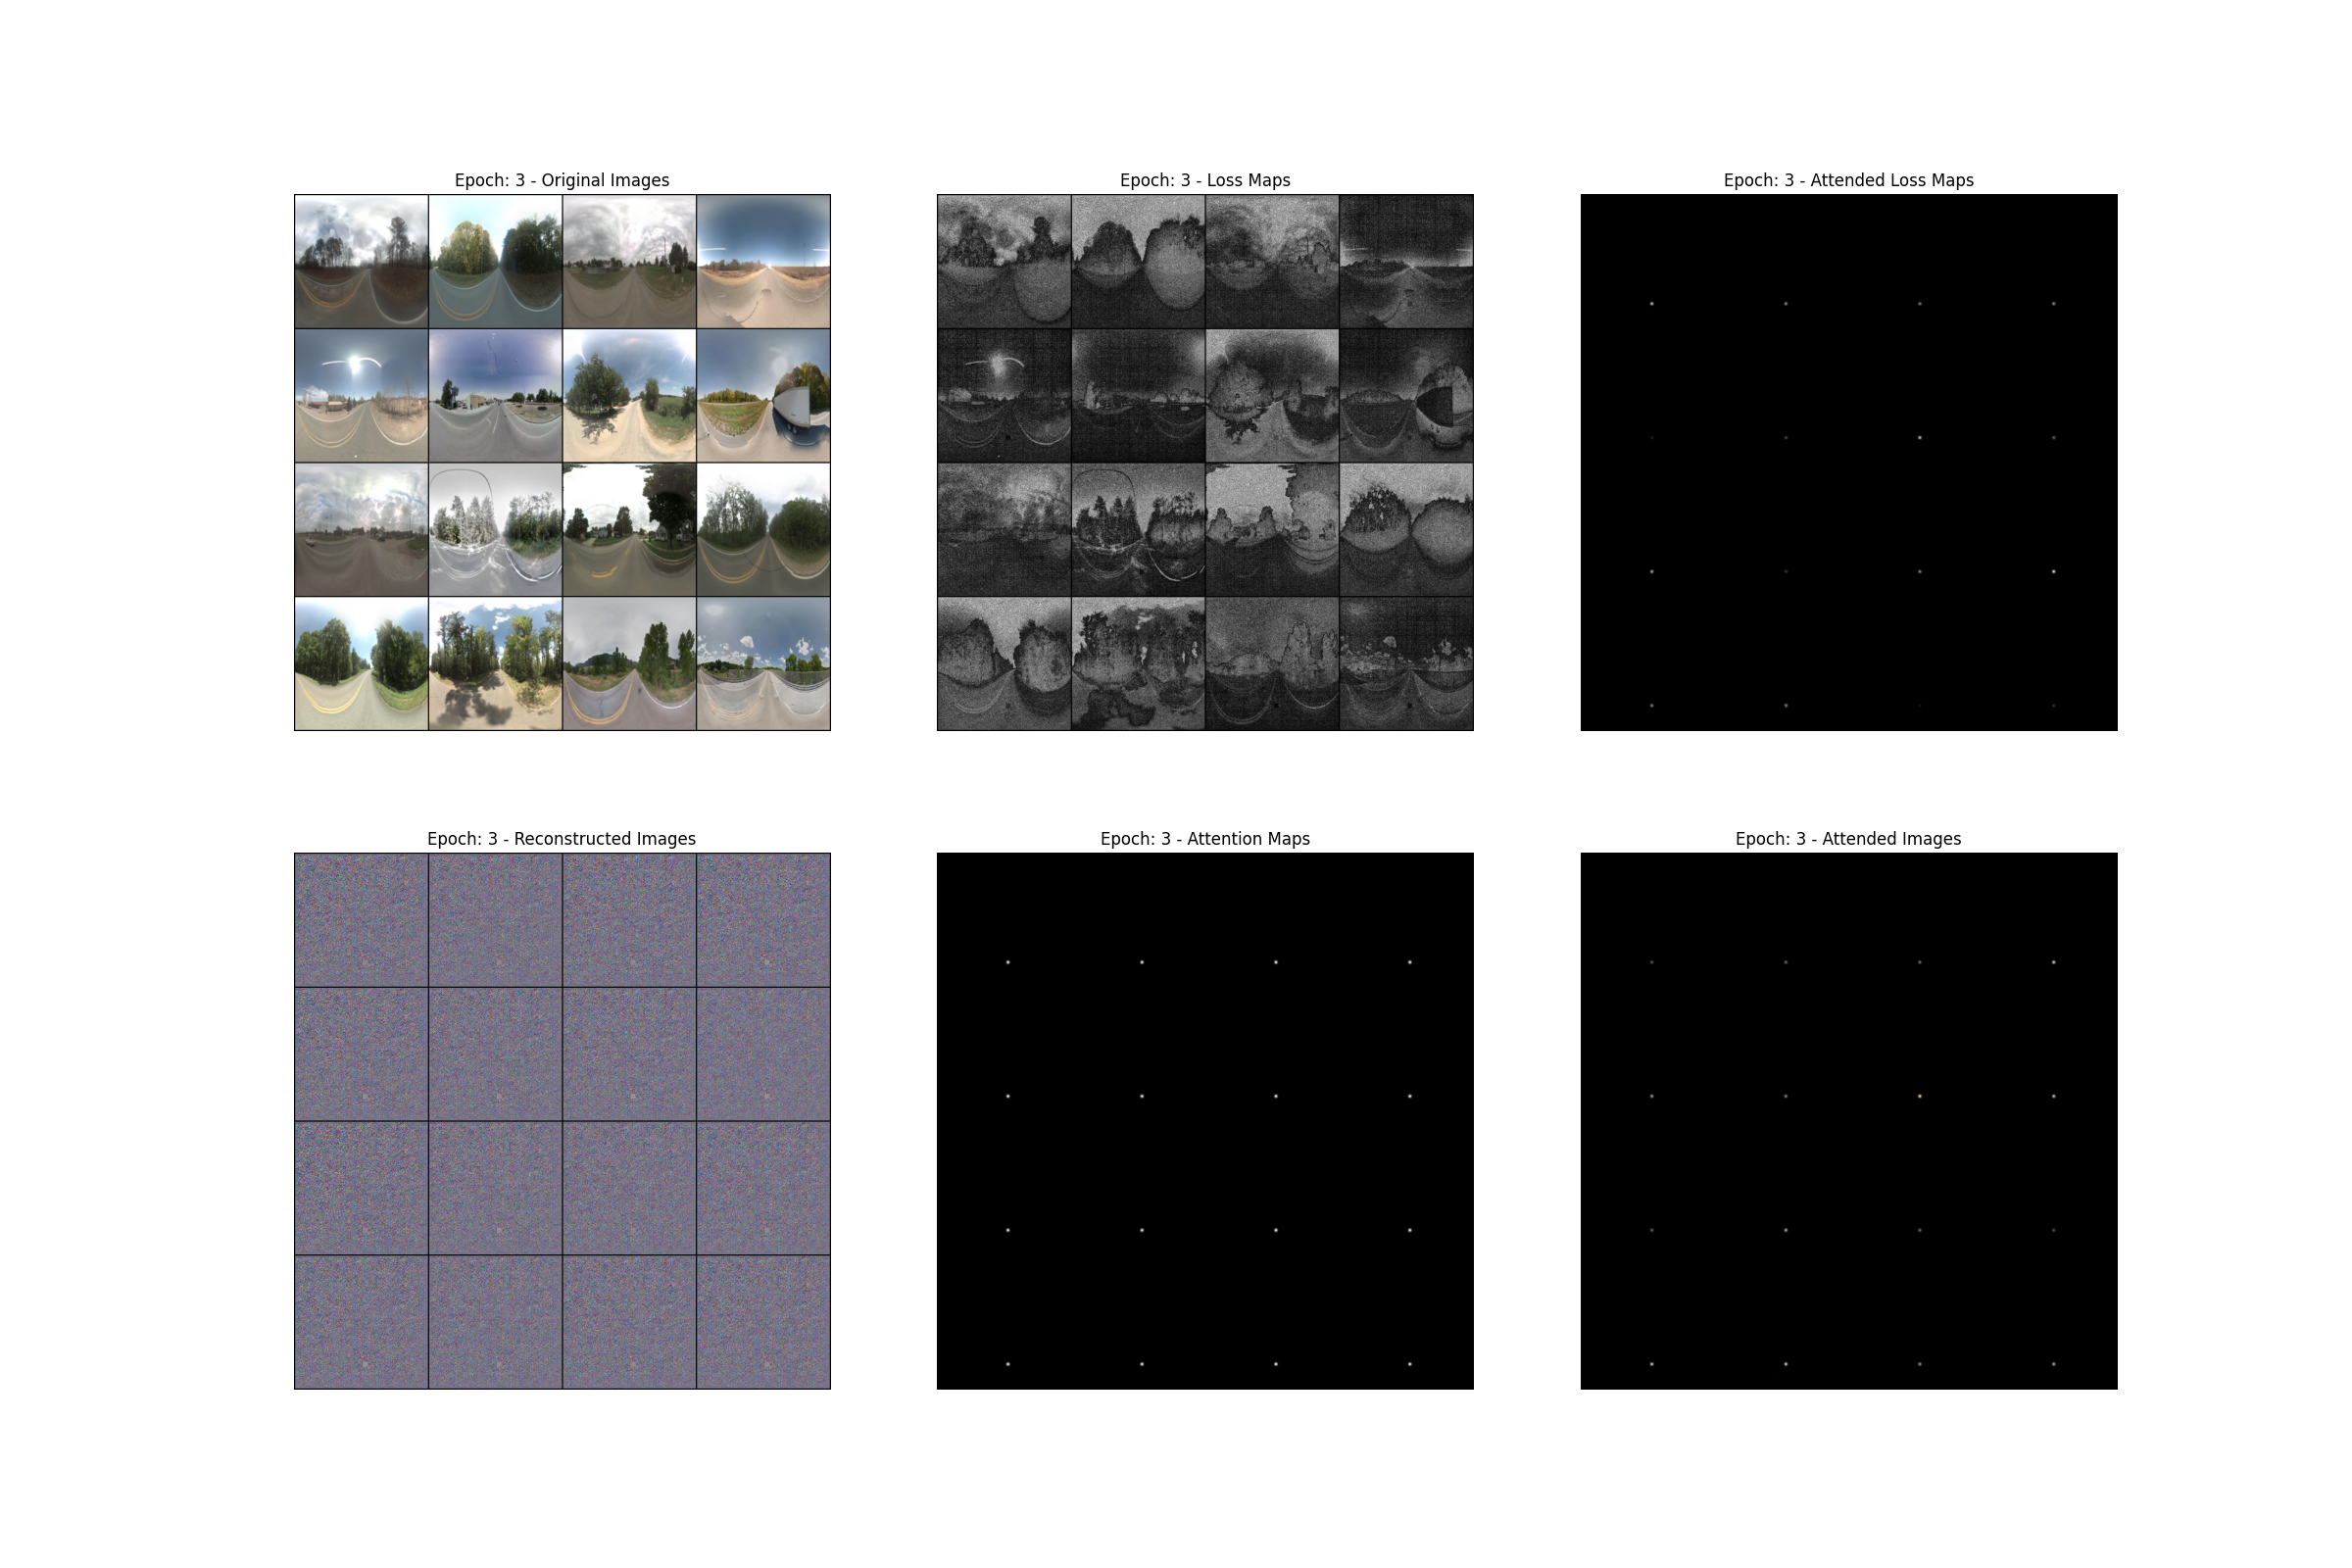 Epoch: 3 - Original Images
Epoch: 3 - Loss Maps
Epoch: 3 - Attended Loss Maps
Epoch: 3 - Reconstructed Images
Epoch: 3 - Attention Maps
Epoch: 3 - Attended Images